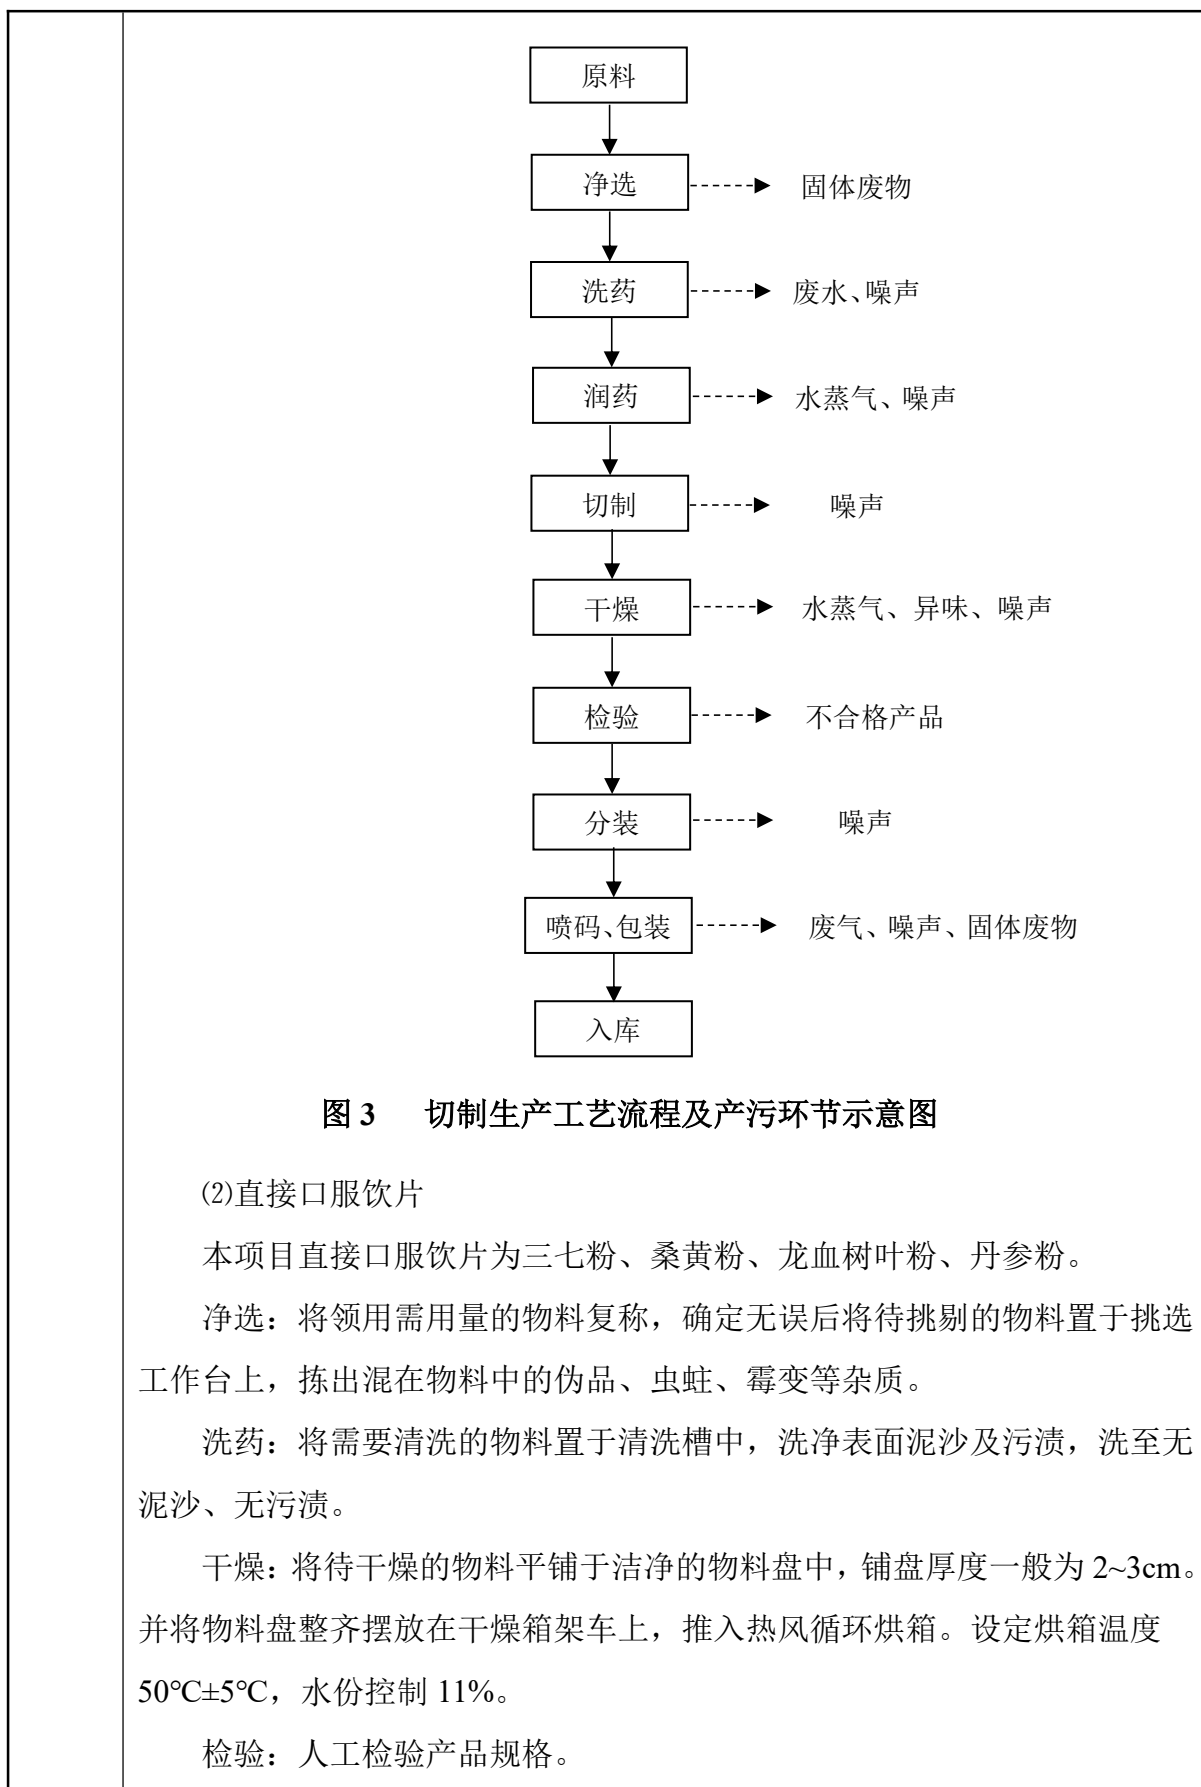 原料
净选
固体废物
洗药
废水、噪声
润药
水蒸气、噪声
切制
噪声
干燥
水蒸气、异味、噪声
检验
不合格产品
分装
噪声
喷码、包装
废气、噪声、固体废物
入库
图 3 切制生产工艺流程及产污环节示意图
⑵直接口服饮片
本项目直接口服饮片为三七粉、桑黄粉、龙血树叶粉、丹参粉。
净选：将领用需用量的物料复称，确定无误后将待挑剔的物料置于挑选
工作台上，拣出混在物料中的伪品、虫蛀、霉变等杂质。
洗药：将需要清洗的物料置于清洗槽中，洗净表面泥沙及污渍，洗至无
泥沙、无污渍。
干燥：将待干燥的物料平铺于洁净的物料盘中，铺盘厚度一般为 2~3cm。
并将物料盘整齐摆放在干燥箱架车上，推入热风循环烘箱。设定烘箱温度
50℃±5℃，水份控制 11%。
检验：人工检验产品规格。